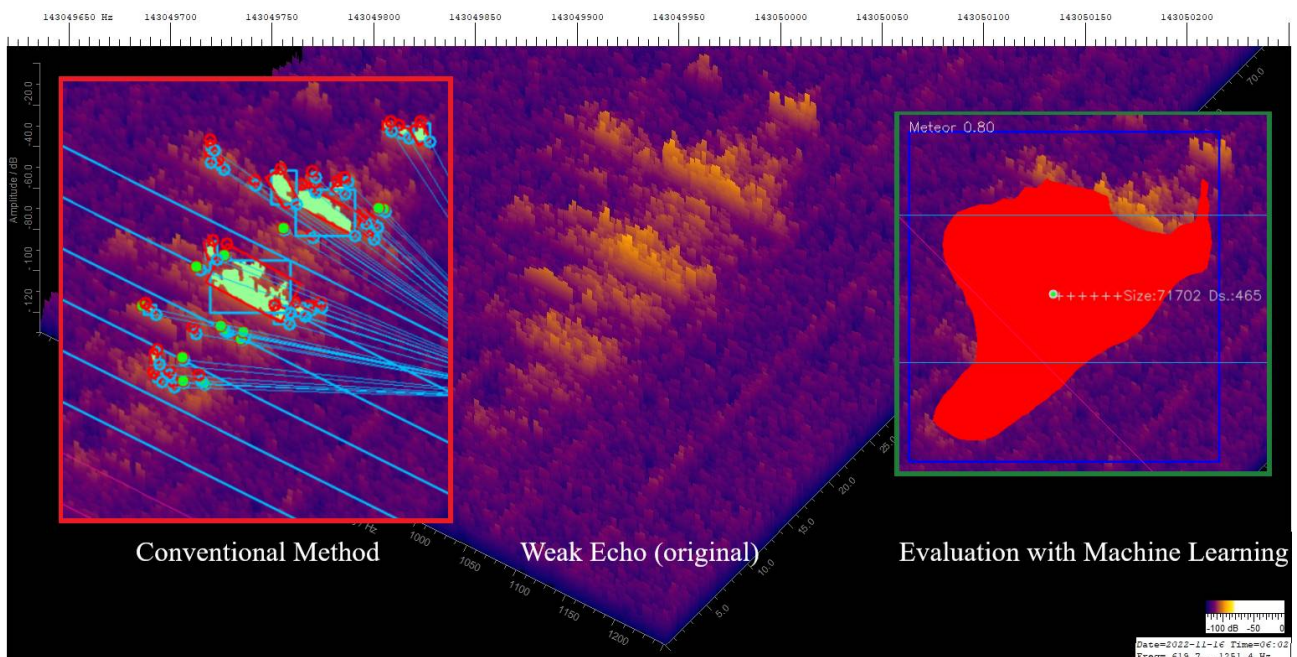 143049650 Hz 143049700 143049750 143049800 143049850 143049900 143049950 143050000 143050050 143050100 143050150 143050200
Amplitude / dB
-20.0
-40.0
-60.0
-80.0
-100
-120
70.0
25.0
20.0
15.0
10.0
5.0
Hz
1000
1050
1100
1150
1200
Meteor 0.80
++++++Size:71702 Ds.:465
Conventional Method
Weak Echo (original)
Evaluation with Machine Learning
-100 dB -50 0
Date=2022-11-16 Time=06:02